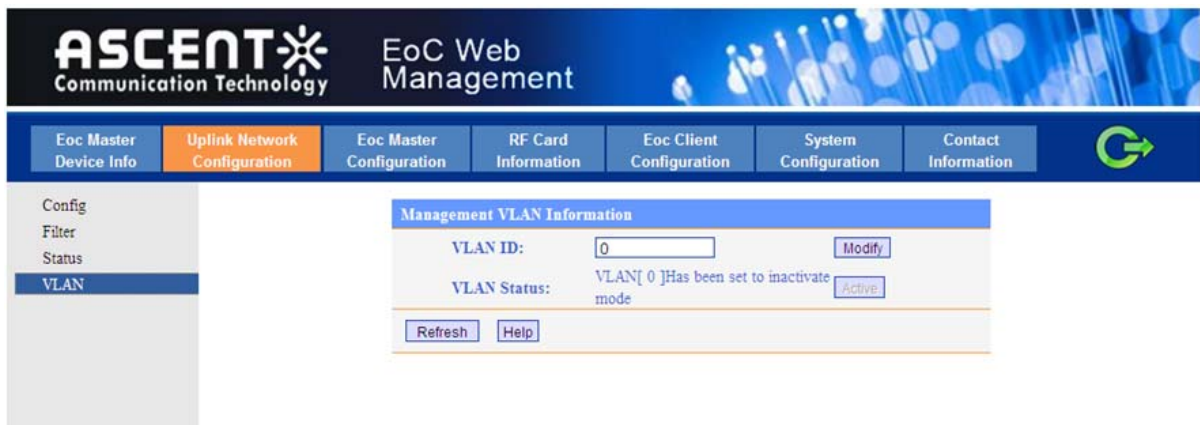 ASCENT
Communication Technology
EoC Web
Management
Eoc Master
Device Info
Uplink Network
Configuration
Eoc Master
Configuration
RF Card
Information
Eoc Client
Configuration
System
Configuration
Contact
Information
Config
Filter
Status
VLAN
Management VLAN Information
VLAN ID: 0 Modify
VLAN Status: VLAN[ 0 ]Has been set to inactivate
mode Active
Refresh Help